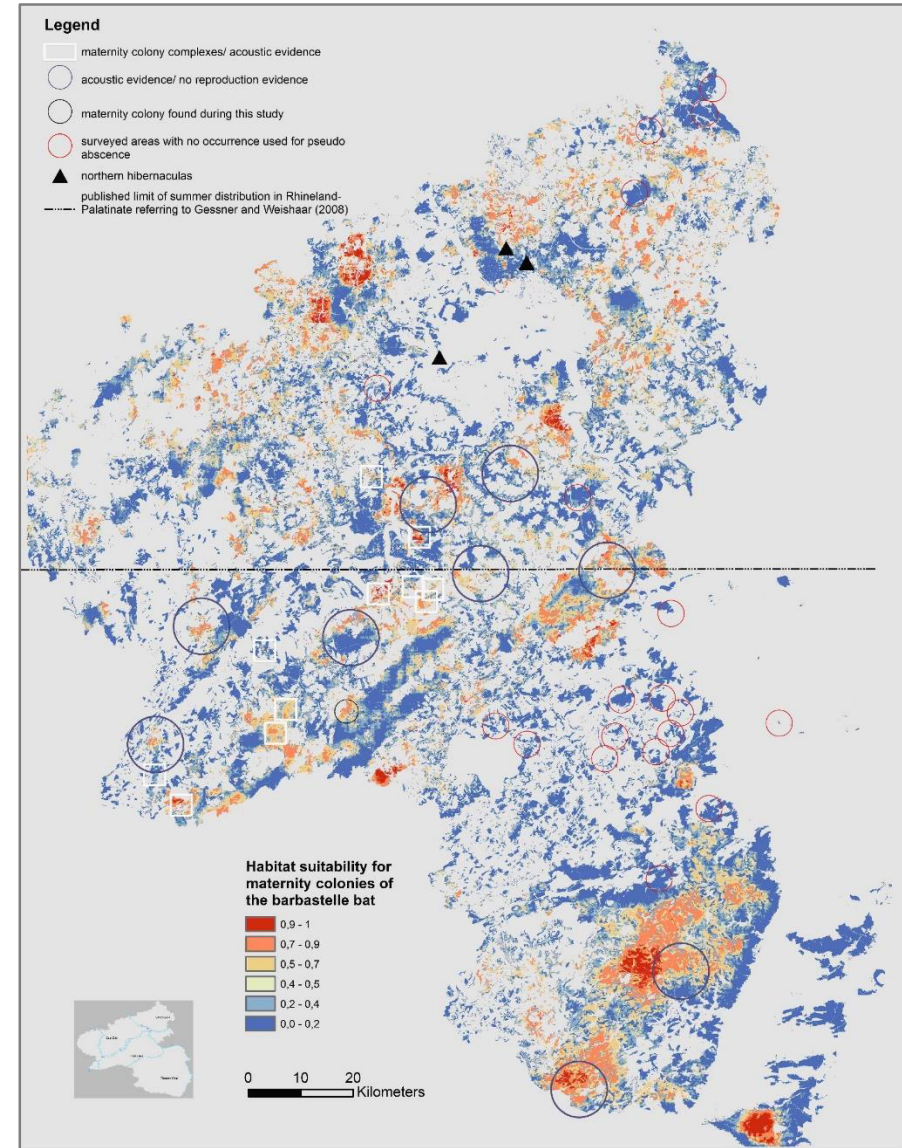 Legend
maternity colony complexes/ acoustic evidence
acoustic evidence/ no reproduction evidence
maternity colony found during this study
surveyed areas with no occurrence used for pseudo
abscence
northern hibernaculas
published limit of summer distribution in Rhineland-
Palatinate referring to Gessner and Weishaar (2008)
Habitat suitability for
maternity colonies of
the barbastelle bat
0,9 - 1
0,7 - 0,9
0,5 - 0,7
0,4 - 0,5
0,2 - 0,4
0,0 - 0,2
0 10 20
Kilometers